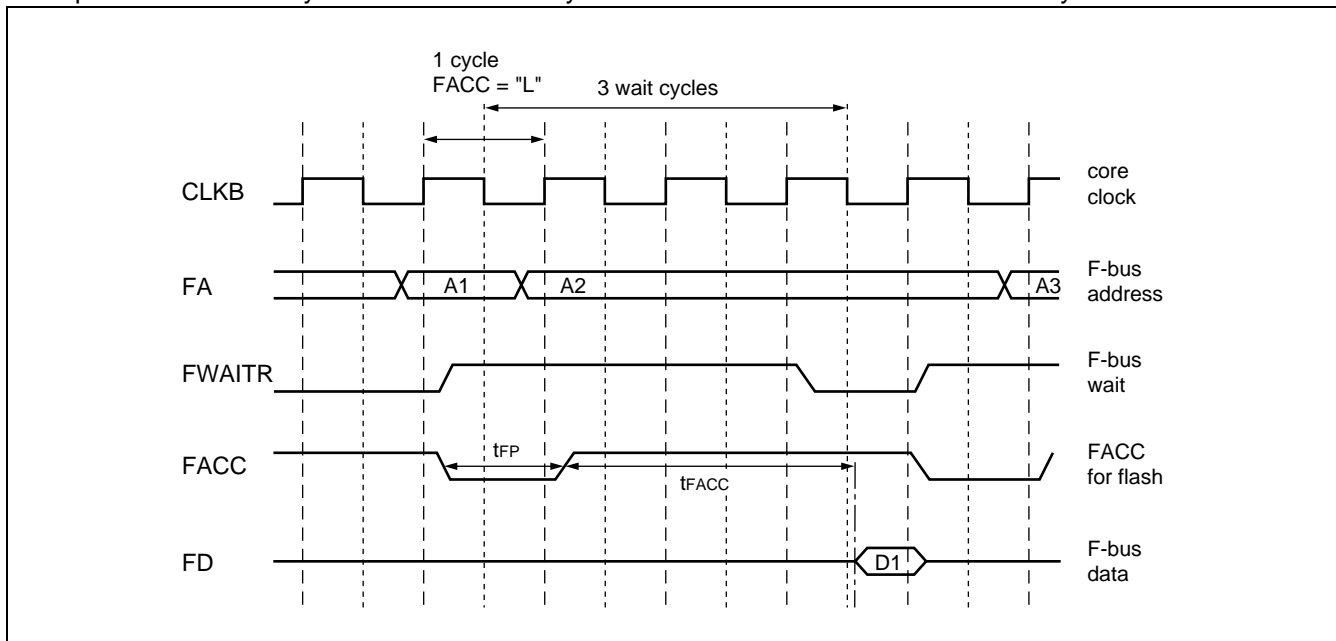 1 cycle
FACC = "L"
3 wait cycles
CLKB
core
clock
FA
A1
A2
A3
F-bus
address
FWAITR
F-bus
wait
FACC
tFP
tFACC
FACC
for flash
FD
D1
F-bus
data